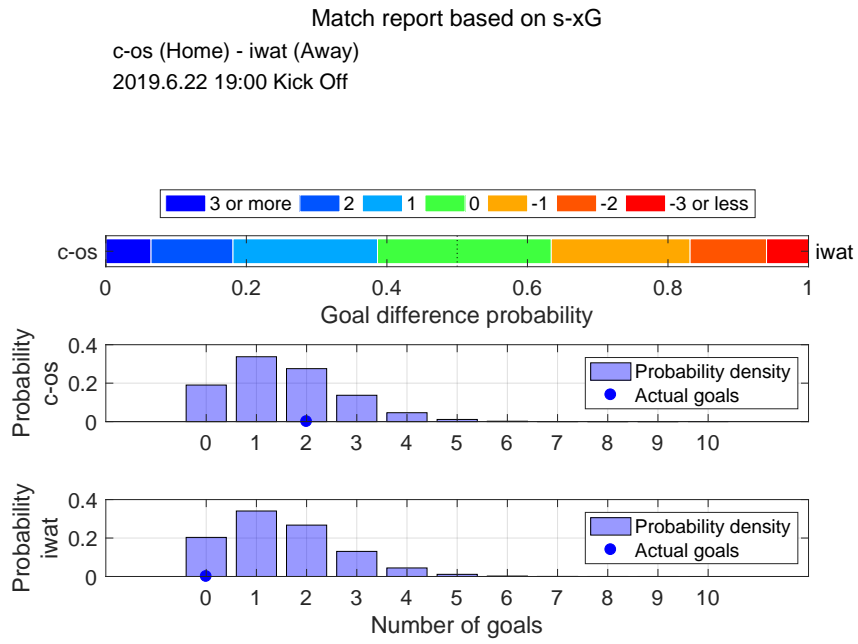 Match report based on s-xG
c-os (Home) - iwat (Away)
2019.6.22 19:00 Kick Off
3 or more 2 1 0 -1 -2 -3 or less
c-os iwat
0 0.2 0.4 0.6 0.8 1
Goal difference probability
Probability
c-os
0.4
0.2
0
Probability density
Actual goals
0 1 2 3 4 5 6 7 8 9 10
Probability
iwat
0.4
0.2
0
Probability density
Actual goals
0 1 2 3 4 5 6 7 8 9 10
Number of goals